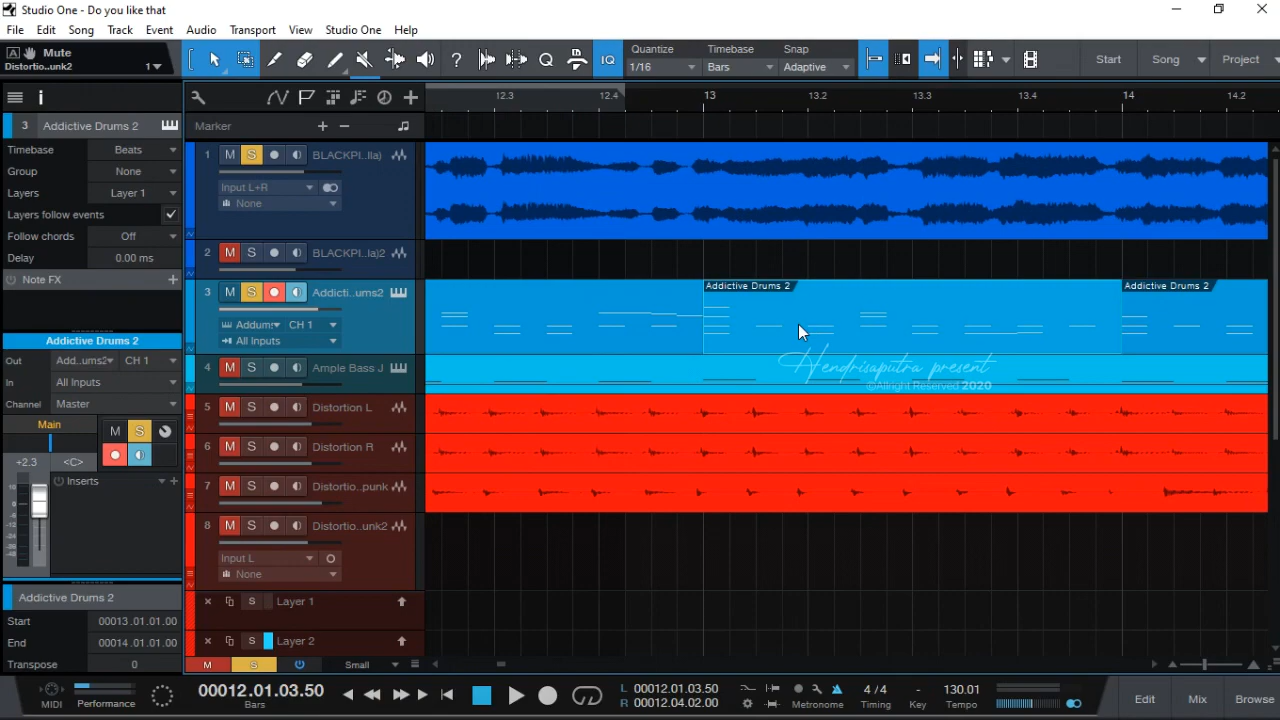 Studio One - Do you like that
File Edit Song Track Event Audio Transport View Studio One Help
A Mute
Distortio..unk2 1
? Q IQ
Quantize Timebase Snap
1/16 Bars Adaptive
Start Song Project
i
12.3 12.4 13 13.2 13.3 13.4 14 14.2
Marker
3 Addictive Drums 2
Timebase Beats
Group None
Layers Layer 1
Layers follow events
Follow chords Off
Delay 0.00 ms
Note FX
Addictive Drums 2
Out Add..ums2 CH 1
In All Inputs
Channel Master
Main
M S
+2.3 <C>
Inserts
10
Addictive Drums 2
Start 00013 .01.01.00
End 00014 .01.01.00
Transpose 0
1 M S BLACKPI..lla)
Input L+R
None
2 M S BLACKPI..la)2
3 M S Addicti..ums2
Addum: CH 1
All Inputs
4 M S Ample Bass J
5 M S Distortion L
6 M S Distortion R
7 M S Distortio..punk
8 M S Distortio..unk2
Input L
None
S Layer 1
S Layer 2
M S Small
Addictive Drums 2
Addictive Drums 2
Hendrisaputra present
©Allright Reserved 2020
MIDI Performance
00012.01.03.50
Bars
L 00012.01.03.50
R 00012.04.02.00
Metronome
4 / 4
Timing
-
Key
130.01
Tempo
Edit Mix Browse